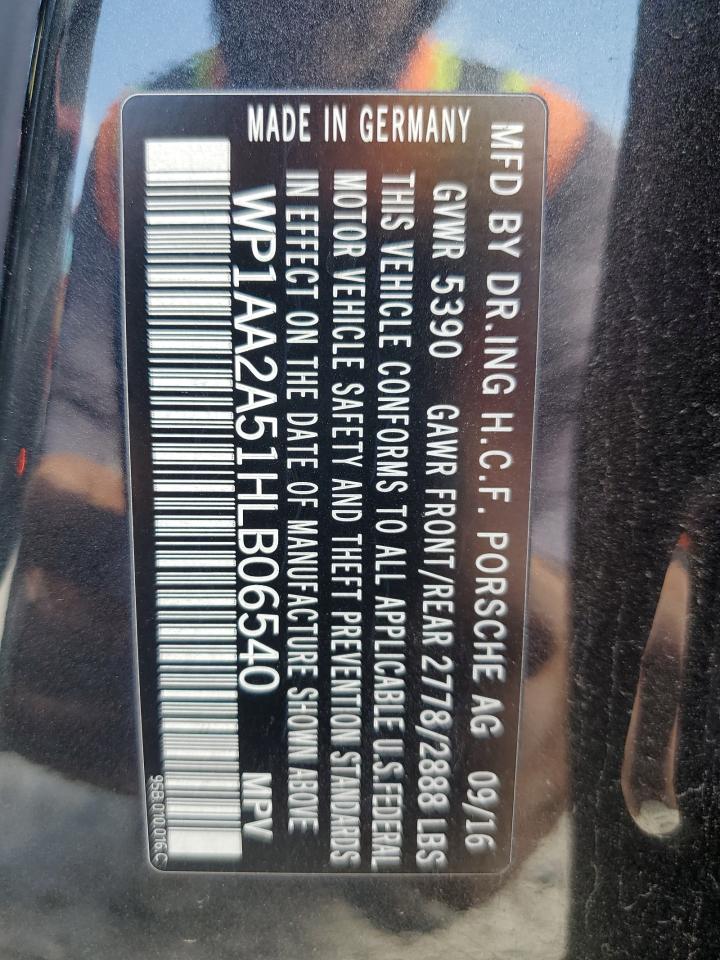 MFD BY DR.ING H.C.F. PORSCHE AG 09/16
GVWR 5390 GAWR FRONT/REAR 2778/2888 LBS
THIS VEHICLE CONFORMS TO ALL APPLICABLE U.S.FEDERAL
MOTOR VEHICLE SAFETY AND THEFT PREVENTION STANDARDS
IN EFFECT ON THE DATE OF MANUFACTURE SHOWN ABOVE
WP1AA2A51HLB06540 MPV
MADE IN GERMANY
95B.010.016.C